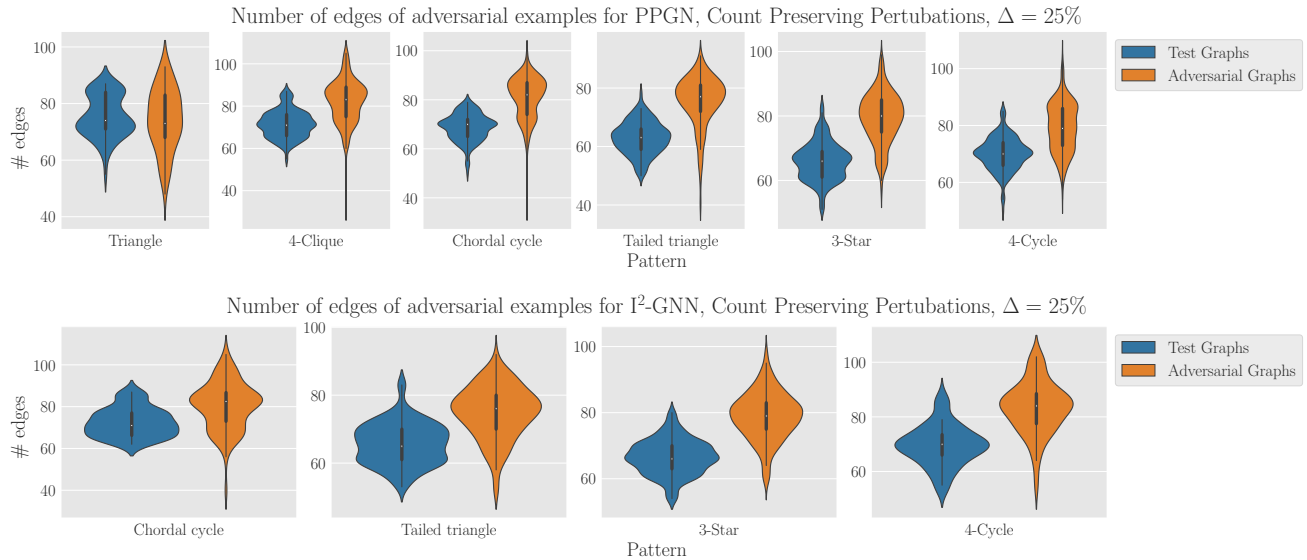 Number of edges of adversarial examples for PPGN, Count Preserving Pertubations, Δ = 25%
# edges
100
80
60
40
Triangle
100
80
60
40
4-Clique
100
80
60
40
Chordal cycle
80
60
40
Tailed triangle
100
80
60
3-Star
100
80
60
4-Cycle
Pattern
Test Graphs
Adversarial Graphs
Number of edges of adversarial examples for I²-GNN, Count Preserving Pertubations, Δ = 25%
# edges
100
80
60
40
Chordal cycle
100
80
60
Tailed triangle
100
80
60
3-Star
100
80
60
4-Cycle
Pattern
Test Graphs
Adversarial Graphs